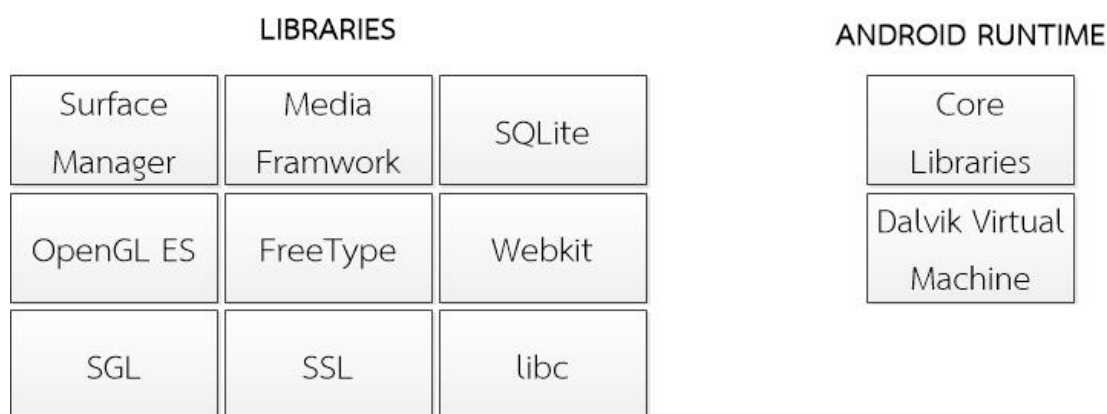 LIBRARIES
Surface
Manager
Media
Framwork
SQLite
OpenGL ES
FreeType
Webkit
SGL
SSL
libc
ANDROID RUNTIME
Core
Libraries
Dalvik Virtual
Machine